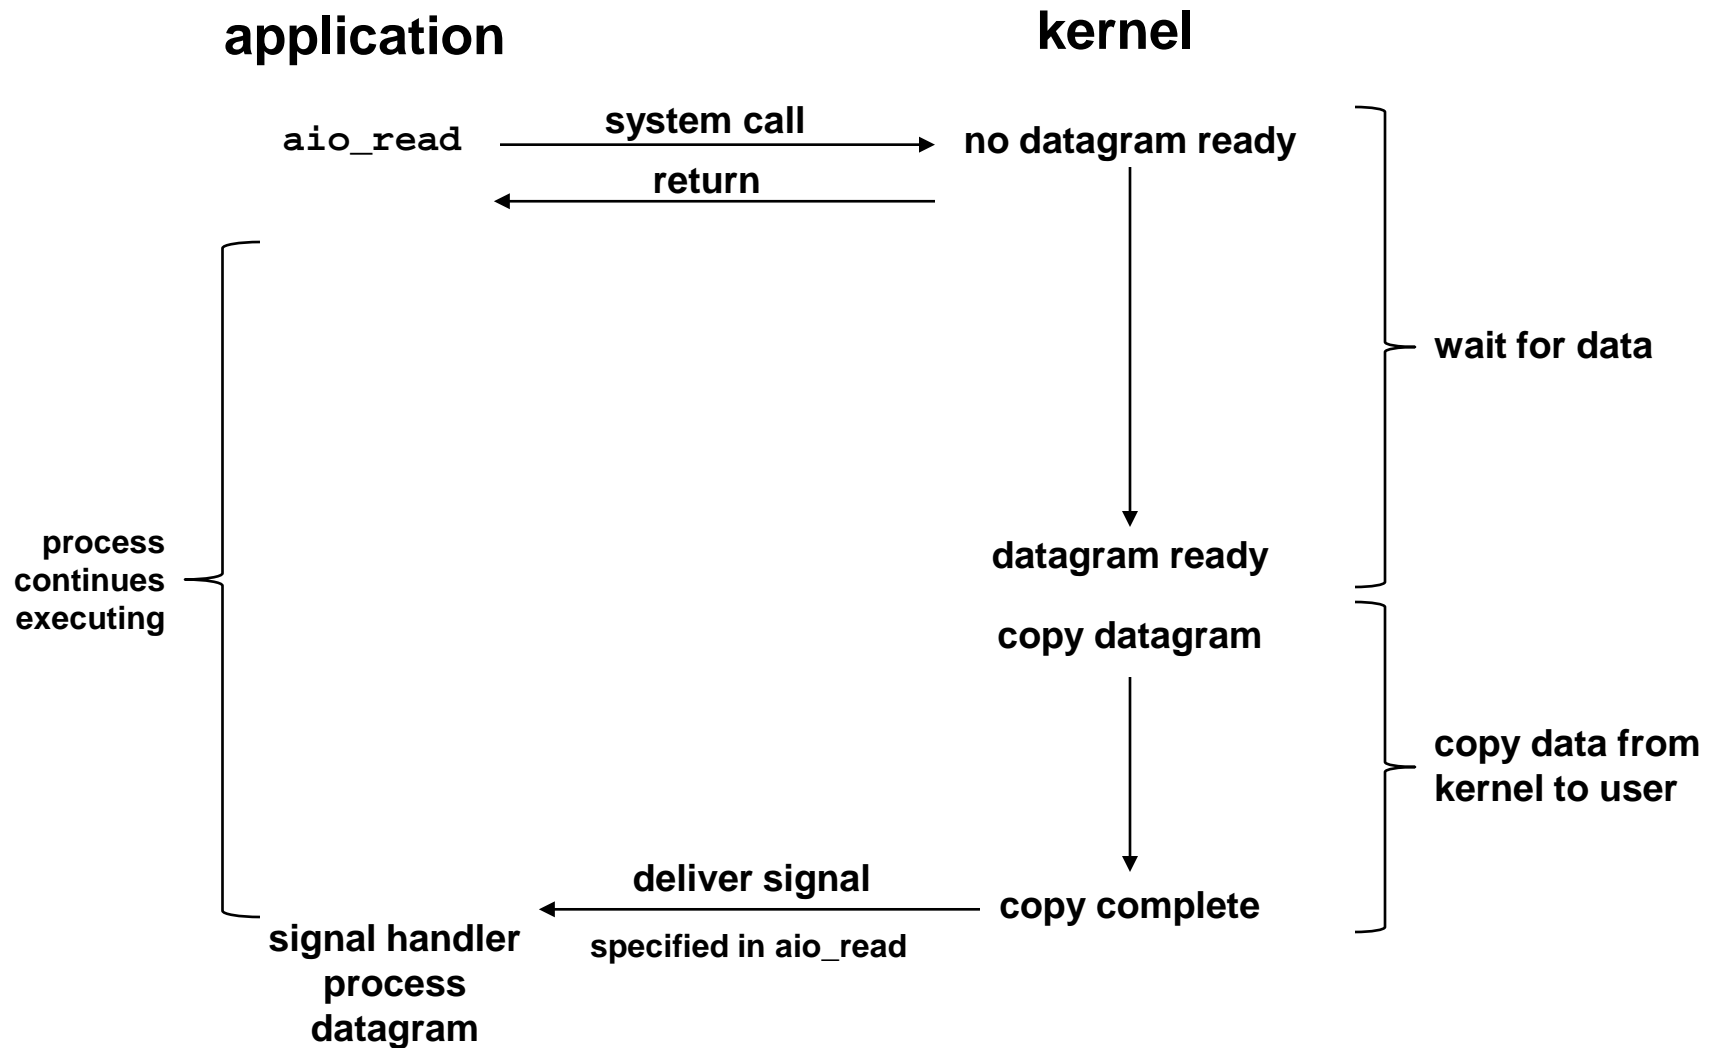 application
kernel
aio_read
system call
no datagram ready
return
wait for data
process
continues
executing
datagram ready
copy datagram
copy data from
kernel to user
deliver signal
copy complete
specified in aio_read
signal handler
process
datagram